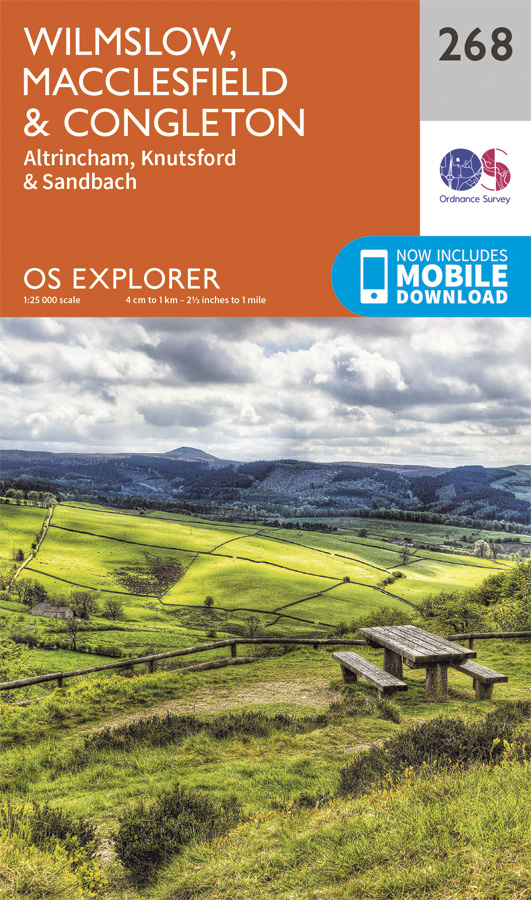 WILMSLOW,
MACCLESFIELD
& CONGLETON
Altrincham, Knutsford
& Sandbach
268
OS
Ordnance Survey
OS EXPLORER
1:25 000 scale
4 cm to 1 km – 2½ inches to 1 mile
NOW INCLUDES
MOBILE
DOWNLOAD